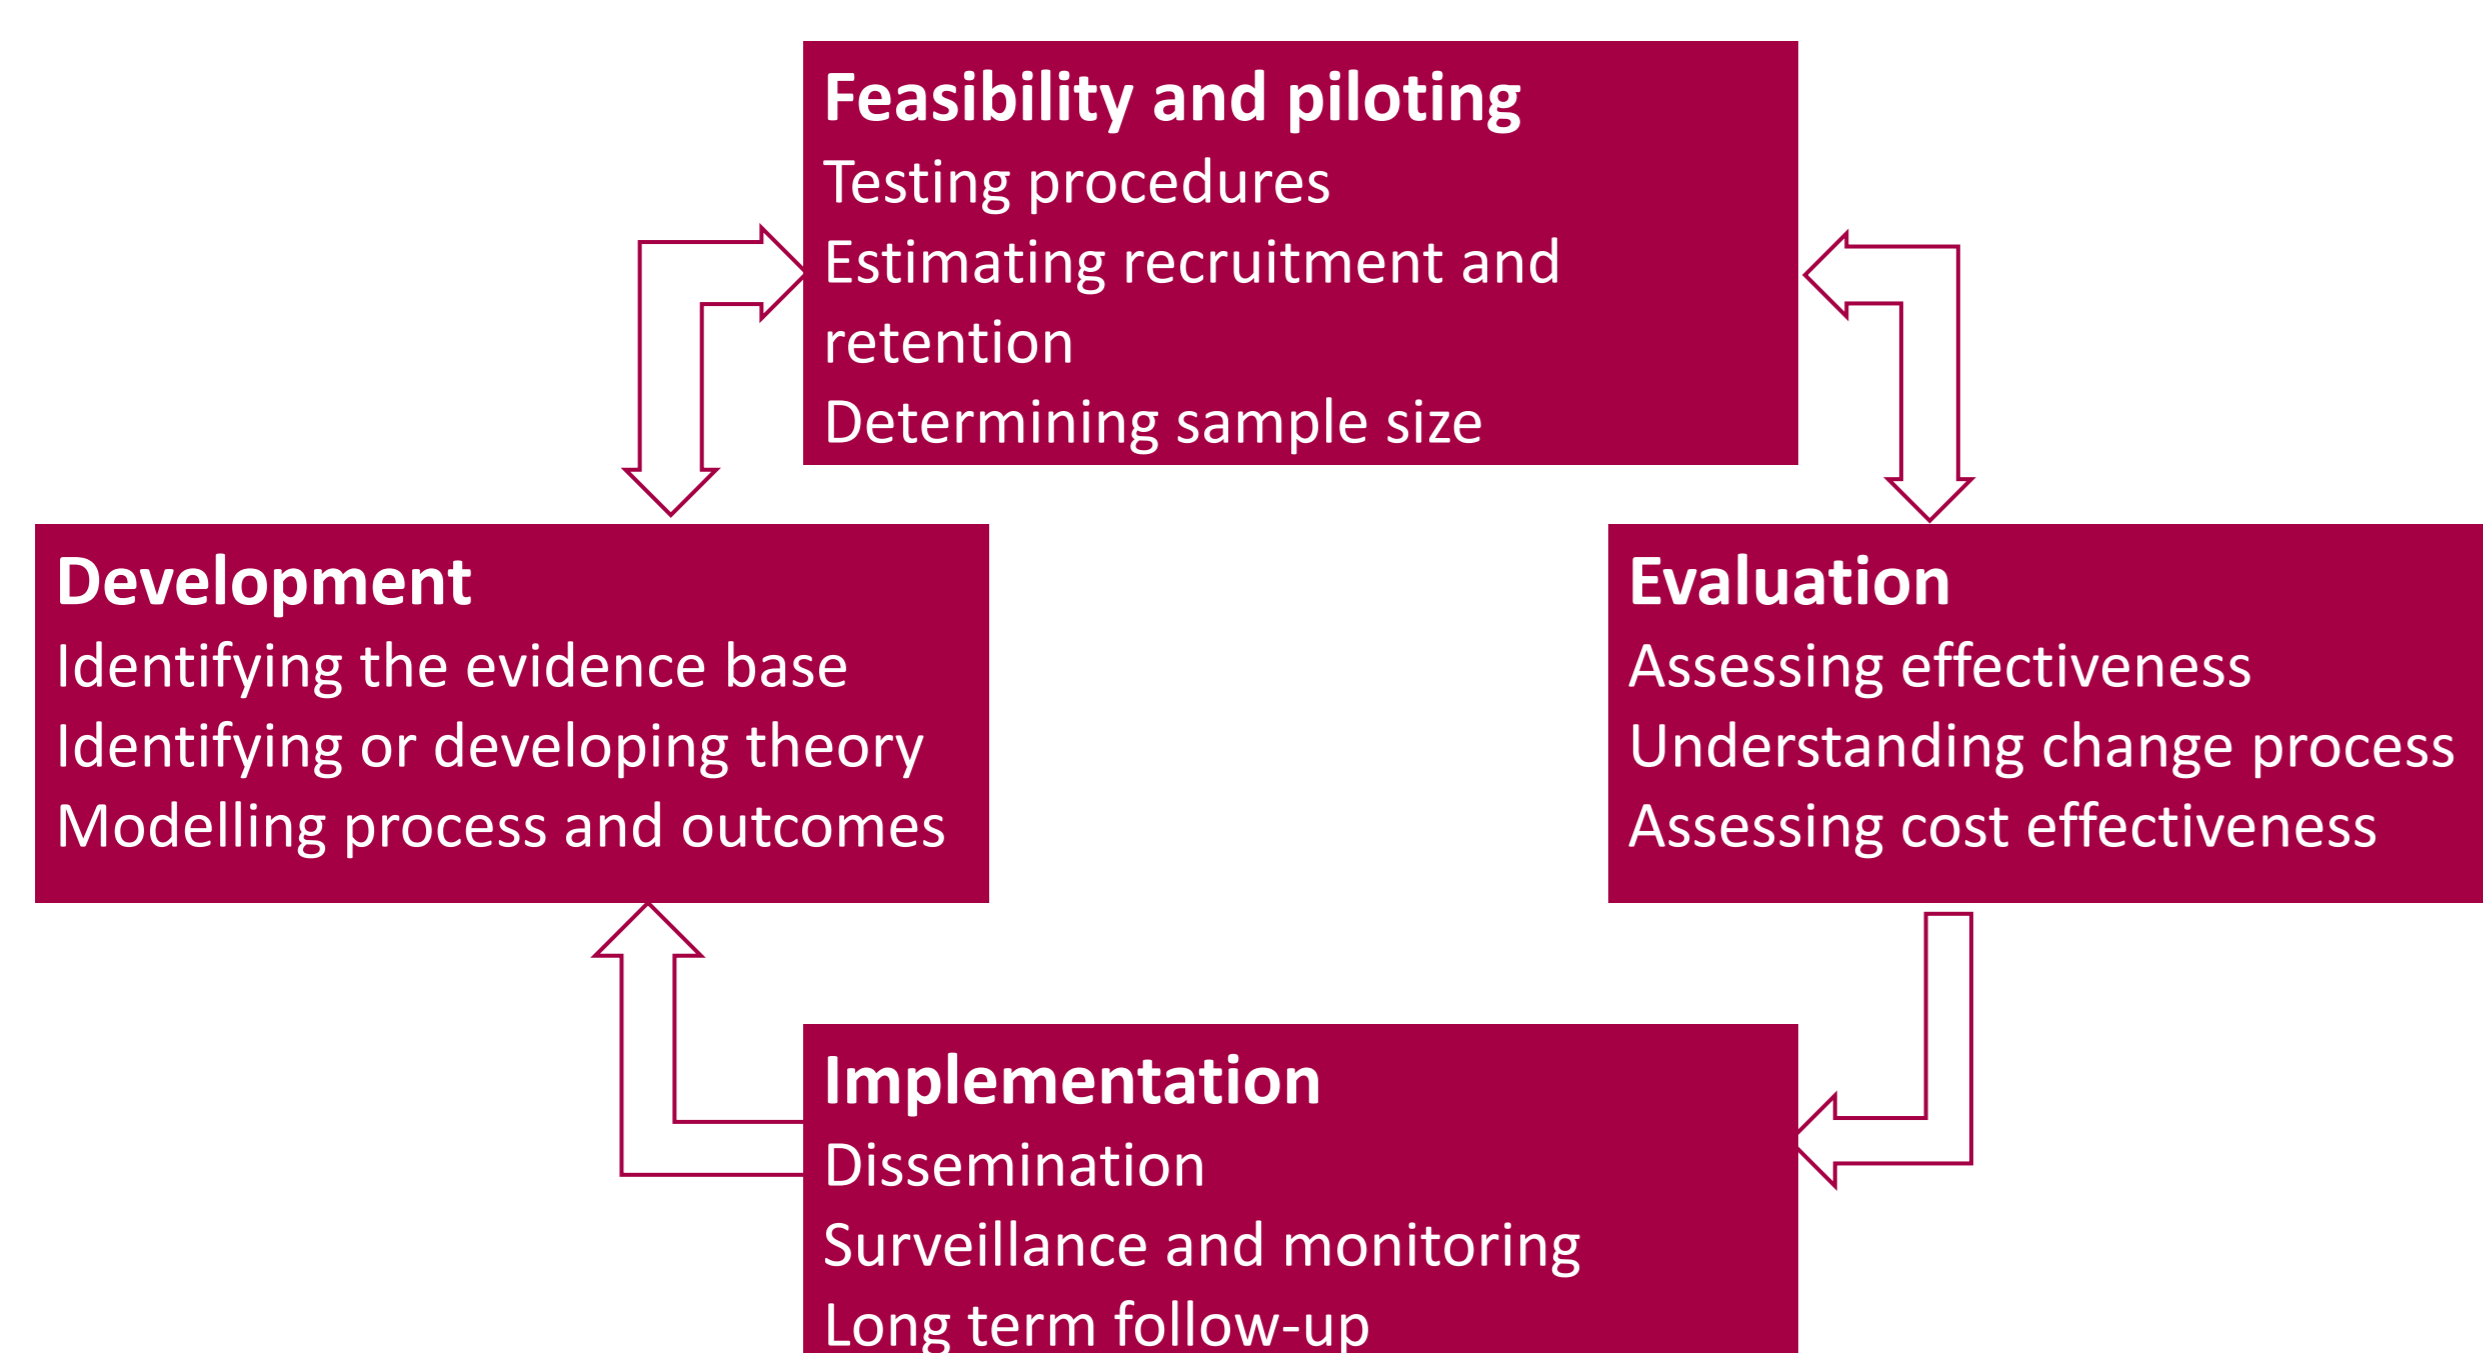 Feasibility and piloting
Testing procedures
Estimating recruitment and
retention
Determining sample size
Development
Identifying the evidence base
Identifying or developing theory
Modelling process and outcomes
Evaluation
Assessing effectiveness
Understanding change process
Assessing cost effectiveness
Implementation
Dissemination
Surveillance and monitoring
Long term follow-up